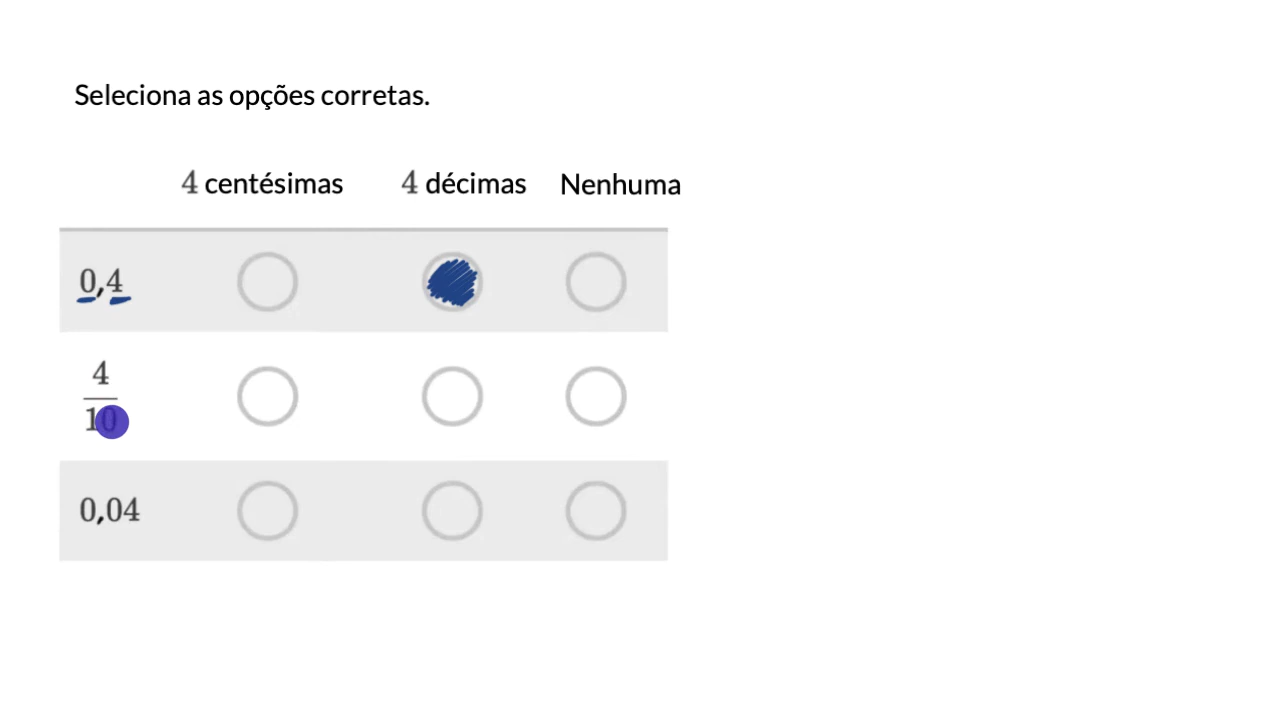 Seleciona as opções corretas.
4 centésimas 4 décimas Nenhuma
0,4
4
10
0,04